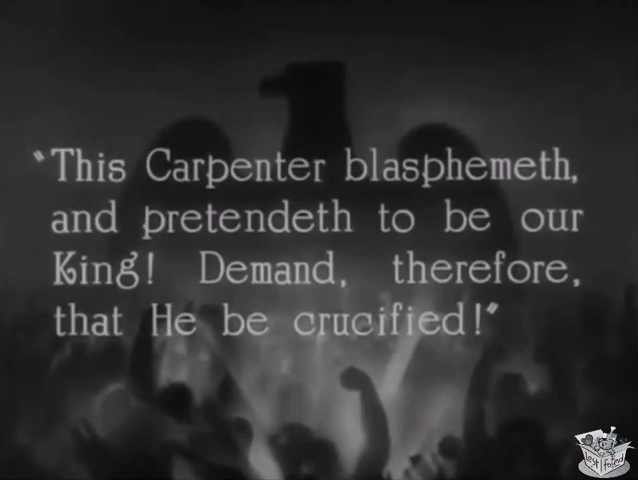 "This Carpenter blasphemeth,
and pretendeth to be our
King! Demand, therefore,
that He be crucified!"